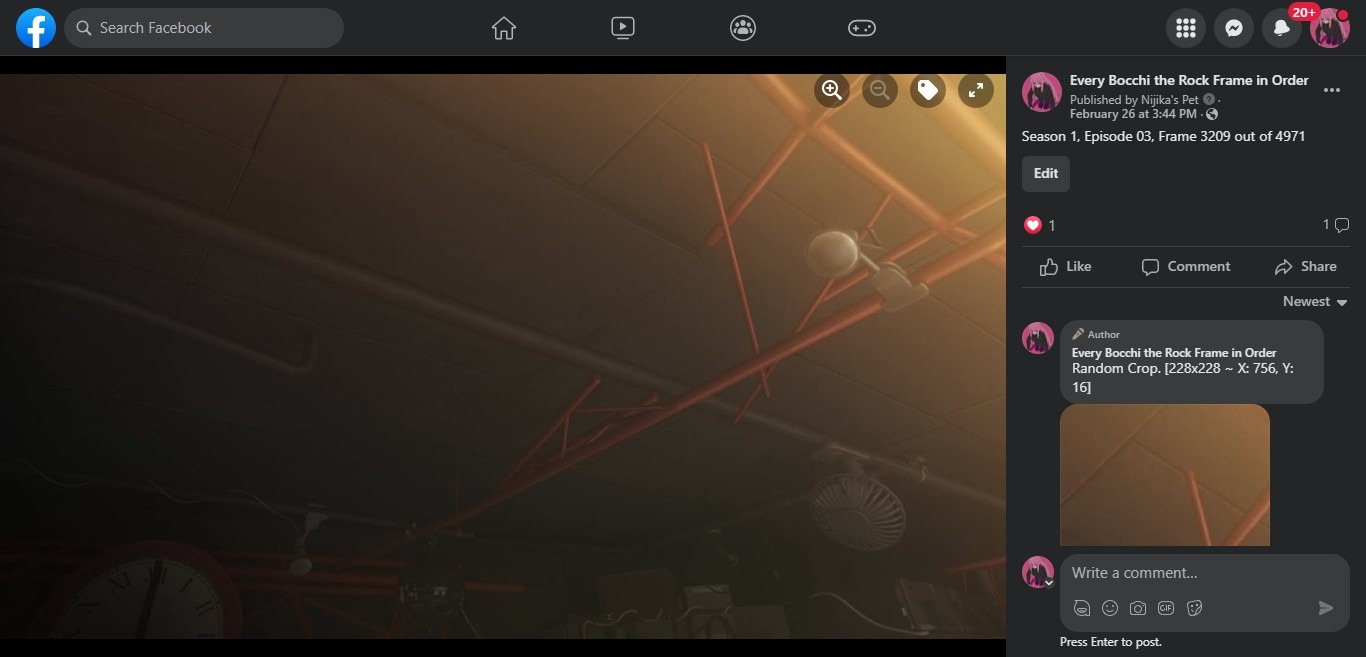 Search Facebook
20+
Every Bocchi the Rock Frame in Order
Published by Nijika's Pet ·
February 26 at 3:44 PM ·
Season 1, Episode 03, Frame 3209 out of 4971
Edit
1
1
Like
Comment
Share
Newest
Author
Every Bocchi the Rock Frame in Order
Random Crop. [228x228 ~ X: 756, Y:
16]
Write a comment…
GIF
Press Enter to post.
XI